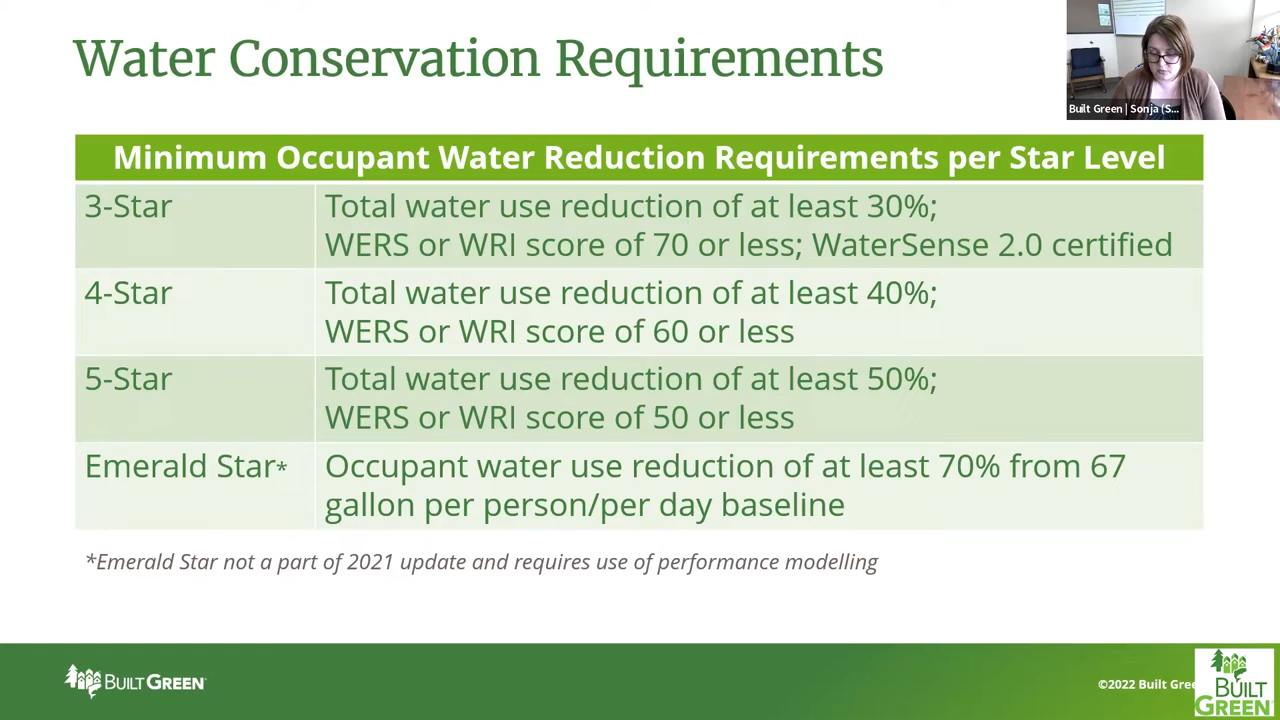 Water Conservation Requirements
Built Green | Sonja (S...
Minimum Occupant Water Reduction Requirements per Star Level
3-Star
Total water use reduction of at least 30%;
WERS or WRI score of 70 or less; WaterSense 2.0 certified
4-Star
Total water use reduction of at least 40%;
WERS or WRI score of 60 or less
5-Star
Total water use reduction of at least 50%;
WERS or WRI score of 50 or less
Emerald Star*
Occupant water use reduction of at least 70% from 67
gallon per person/per day baseline
*Emerald Star not a part of 2021 update and requires use of performance modelling
BUILT GREEN
©2022 Built Gree
BUILT
GREEN